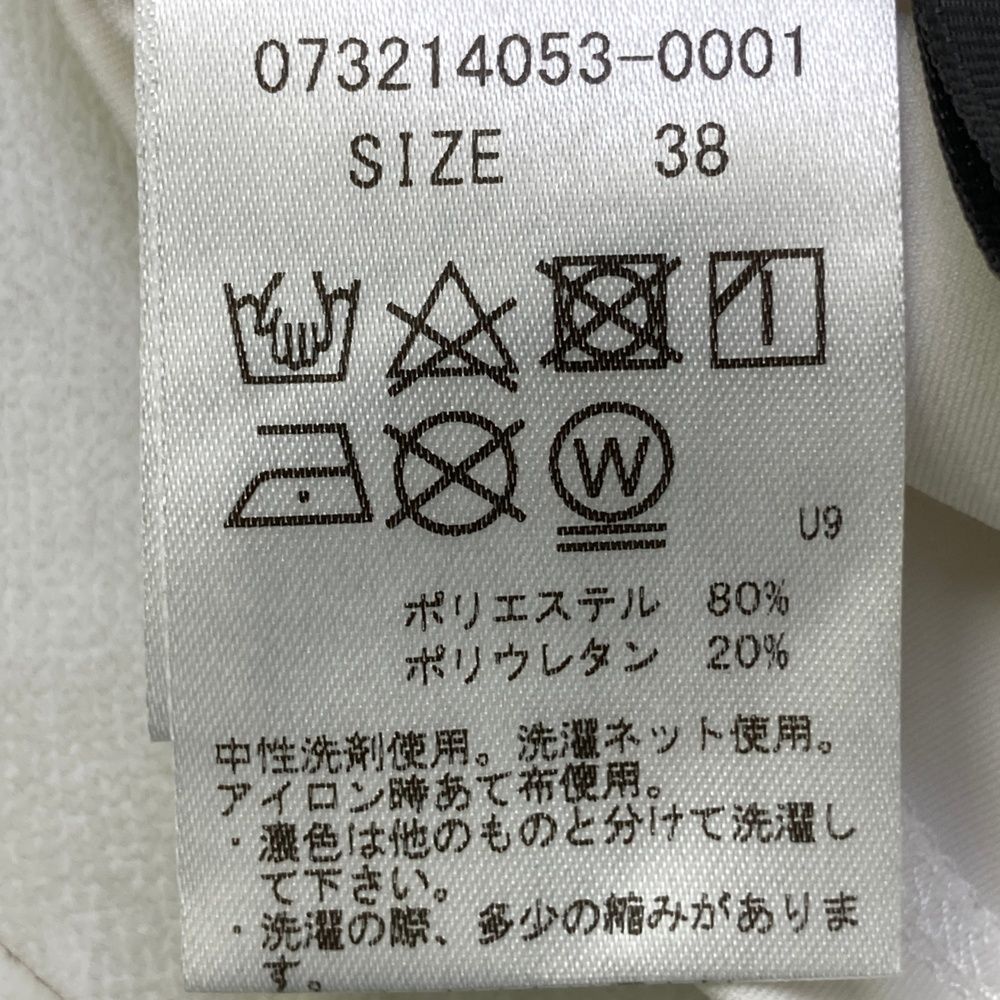 073214053-0001
SIZE 38
W
U9
ポリエステル 80%
ポリウレタン 20%
中性洗剤使用。洗濯ネット使用。
アイロン時あて布使用。
・濃色は他のものと分けて洗濯し
て下さい。
・洗濯の際、多少の縮みがありま
す。